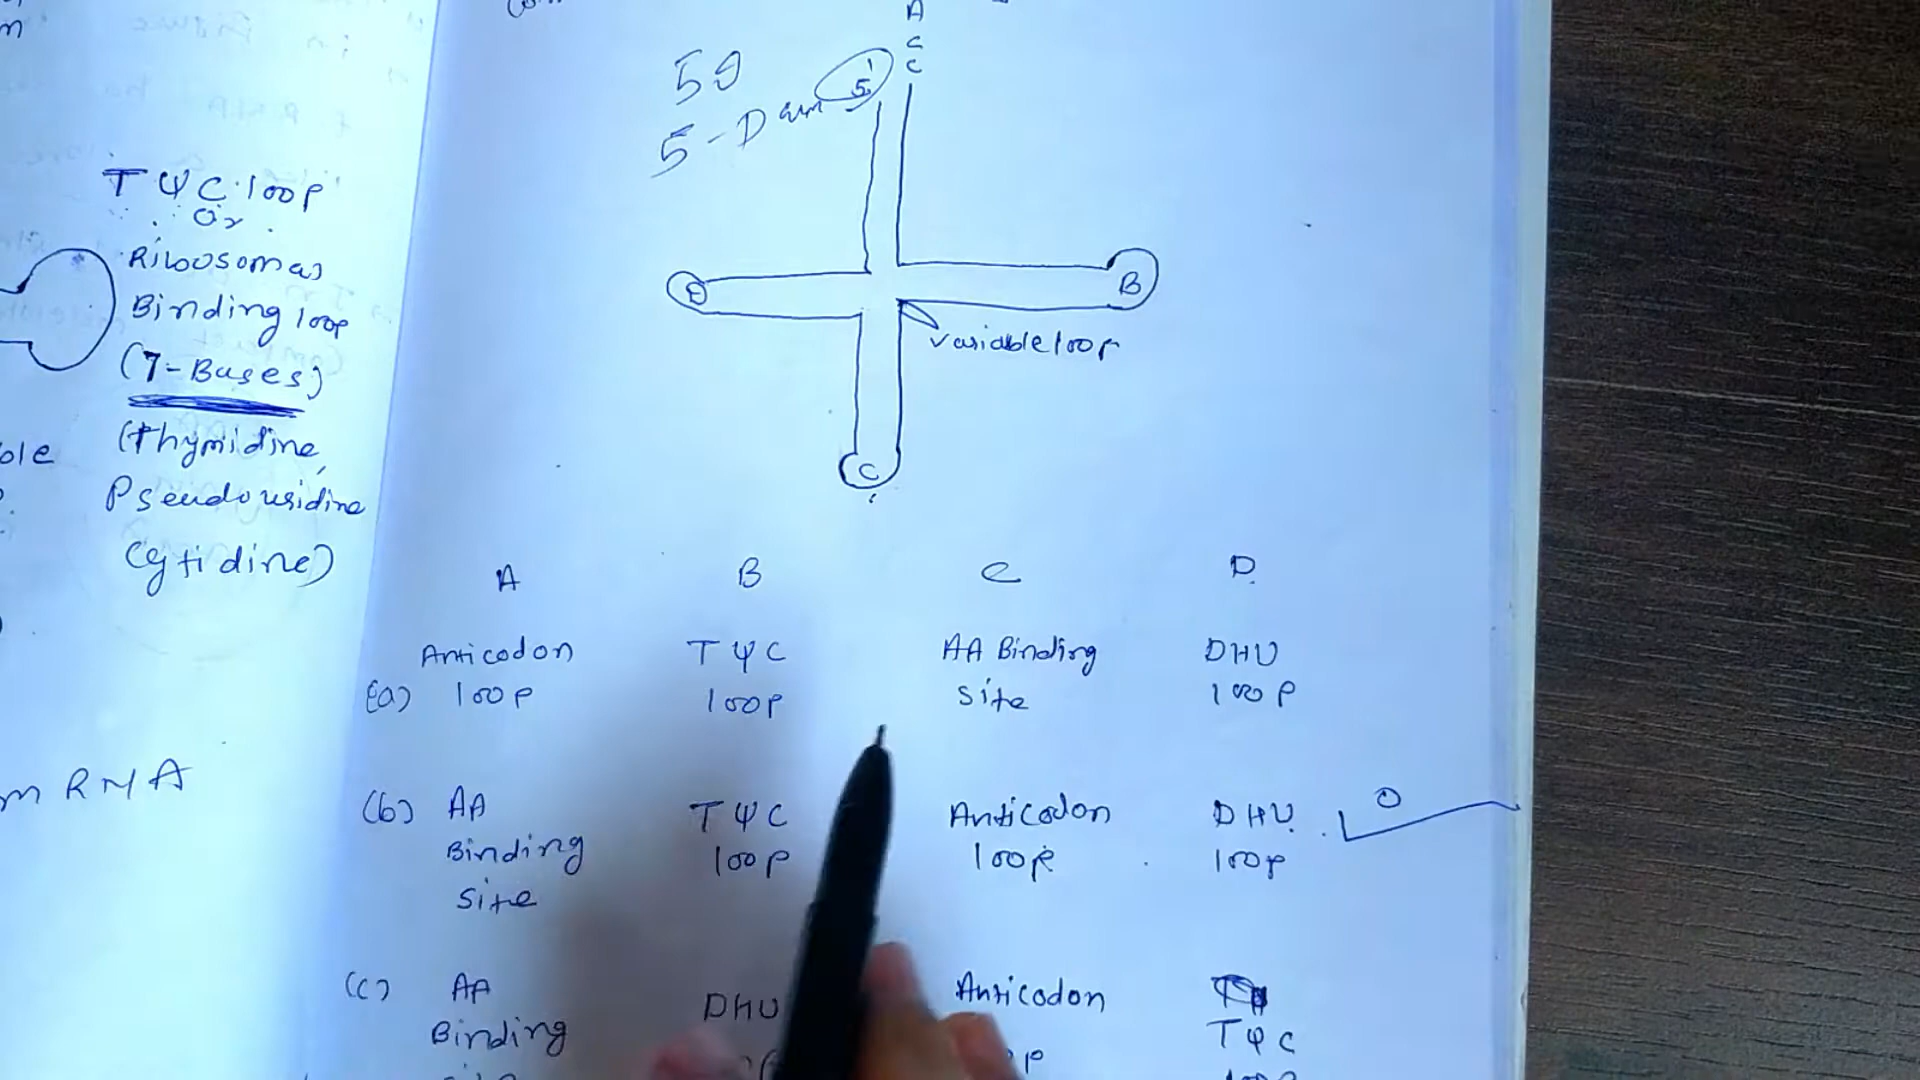 m
TΨC loop
Or
Ribosomal
Binding loop
(7-Bases)
(Thymidine,
Pseudouridine
Cytidine)
ole
mRNA
A
C
C
59
5-D arm
5'
D
B
variable loop
C
A B C D
Anticodon TΨC AA Binding DHU
(a) loop loop site loop
(b) AA TΨC Anticodon DHU
Binding loop loop loop
site
(c) AA DHU Anticodon
Binding TΨC